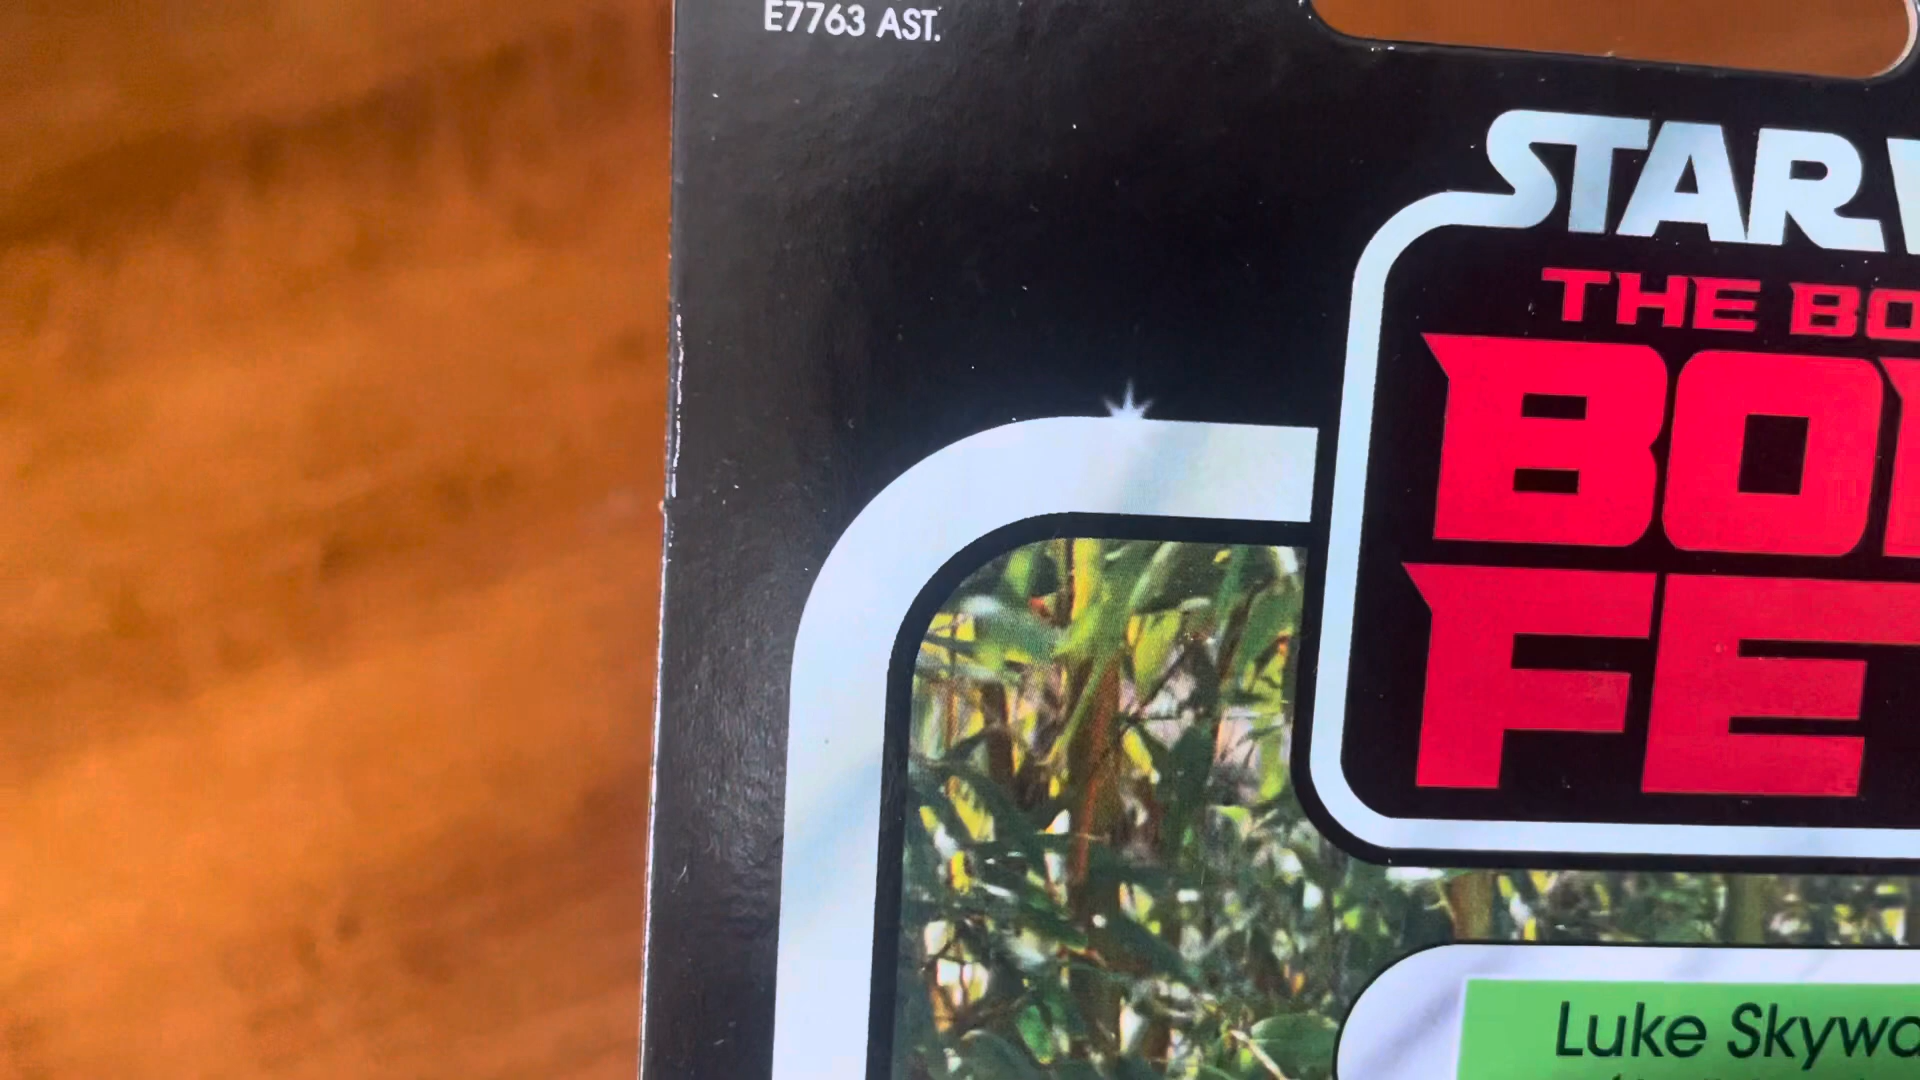 E7763 AST.
STAR
THE BO
BO
FE
Luke Skywa